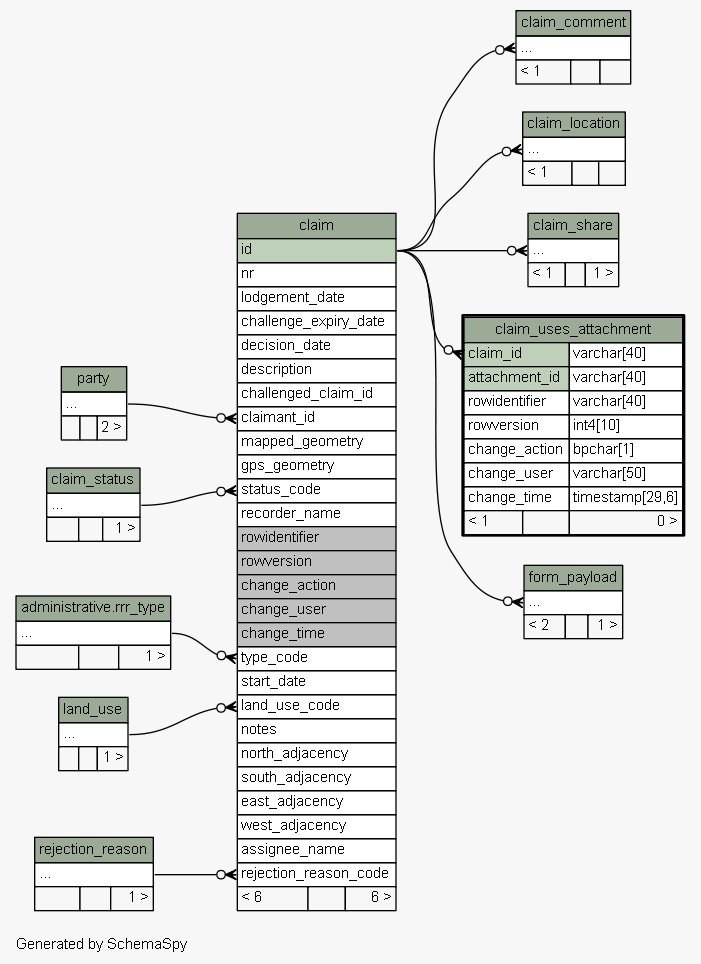 claim_comment
...
< 1
claim_location
...
< 1
claim_share
...
< 1 1 >
claim_uses_attachment
claim_id varchar[40]
attachment_id varchar[40]
rowidentifier varchar[40]
rowversion int4[10]
change_action bpchar[1]
change_user varchar[50]
change_time timestamp[29,6]
< 1 0 >
form_payload
...
< 2 1 >
claim
id
nr
lodgement_date
challenge_expiry_date
decision_date
description
challenged_claim_id
claimant_id
mapped_geometry
gps_geometry
status_code
recorder_name
rowidentifier
rowversion
change_action
change_user
change_time
type_code
start_date
land_use_code
notes
north_adjacency
south_adjacency
east_adjacency
west_adjacency
assignee_name
rejection_reason_code
< 6 6 >
party
...
2 >
claim_status
...
1 >
administrative.rrr_type
...
1 >
land_use
...
1 >
rejection_reason
...
1 >
Generated by SchemaSpy